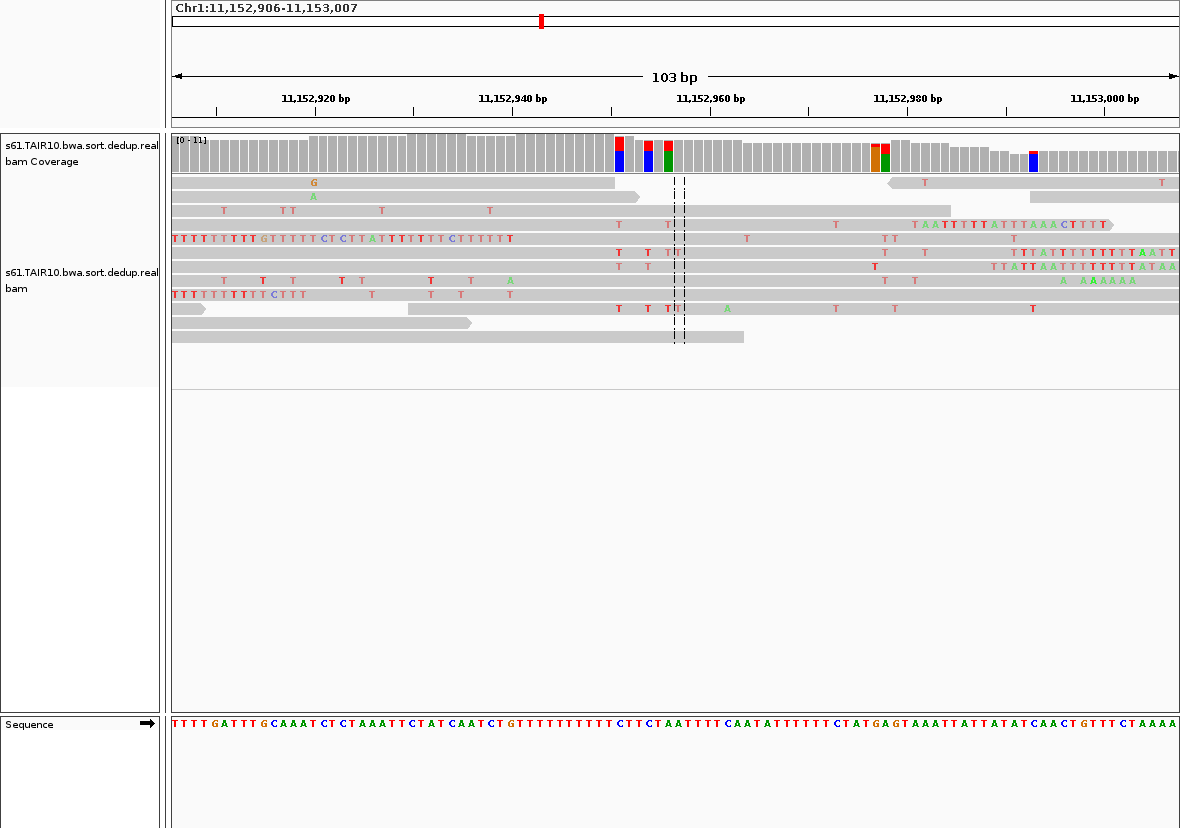 Chr1:11,152,906-11,153,007
103 bp
11,152,920 bp 11,152,940 bp 11,152,960 bp 11,152,980 bp 11,153,000 bp
s61.TAIR10.bwa.sort.dedup.real
bam Coverage
[0 - 11]
G T T
A
T T T T T
T T T T A A T T T T T A T T T A A A C T T T T
T T T T T T T T T G T T T T T C T C T T A T T T T T T T C T T T T T T T T T T
T T T T T T T T T A T T T T T T T T T T A A T T
T T T T T A T T A A T T T T T T T T A T A A
s61.TAIR10.bwa.sort.dedup.real
bam
T T T T T T T A T T A A A A A A A
T T T T T T T T T T C T T T T T T T
T T T T A T T T
Sequence
T T T T G A T T T G C A A A T C T C T A A A T T C T A T C A A T C T G T T T T T T T T T T C T T C T A A T T T T C A A T A T T T T T T C T A T G A G T A A A T T A T T A T A T C A A C T G T T T C T A A A A